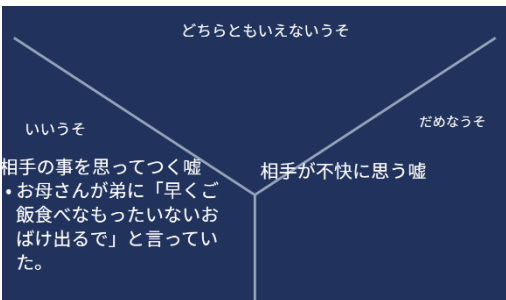 どちらともいえないうそ
いいうそ
だめなうそ
相手の事を思ってつく嘘
• お母さんが弟に「早くご
飯食べなもったいないお
ばけ出るで」と言ってい
た。
相手が不快に思う嘘